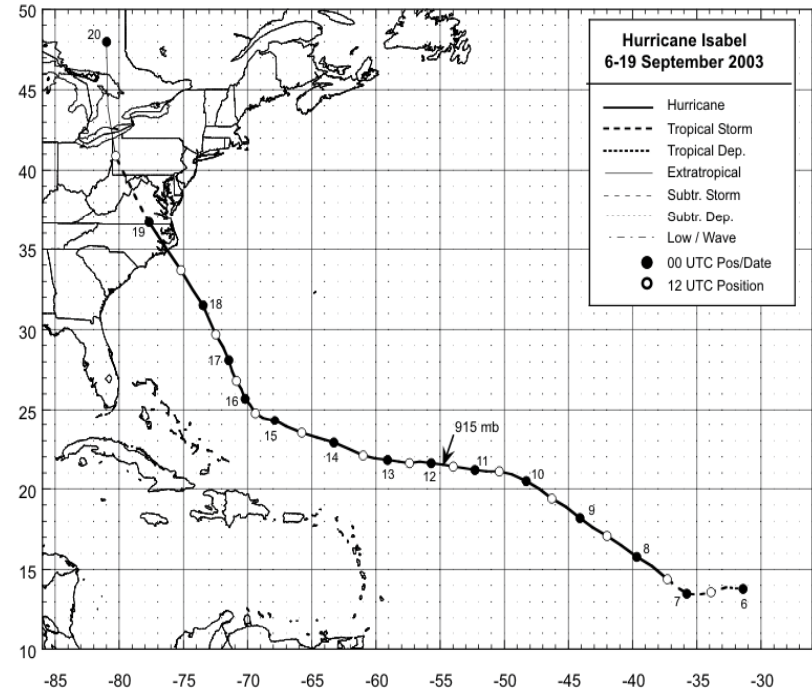 50
45
40
35
30
25
20
15
10
Hurricane Isabel
6-19 September 2003
Hurricane
Tropical Storm
Tropical Dep.
Extratropical
Subtr. Storm
Subtr. Dep.
Low / Wave
00 UTC Pos/Date
12 UTC Position
20
19
18
17
16
15
14
13
12
915 mb
11
10
9
8
7
6
-85 -80 -75 -70 -65 -60 -55 -50 -45 -40 -35 -30